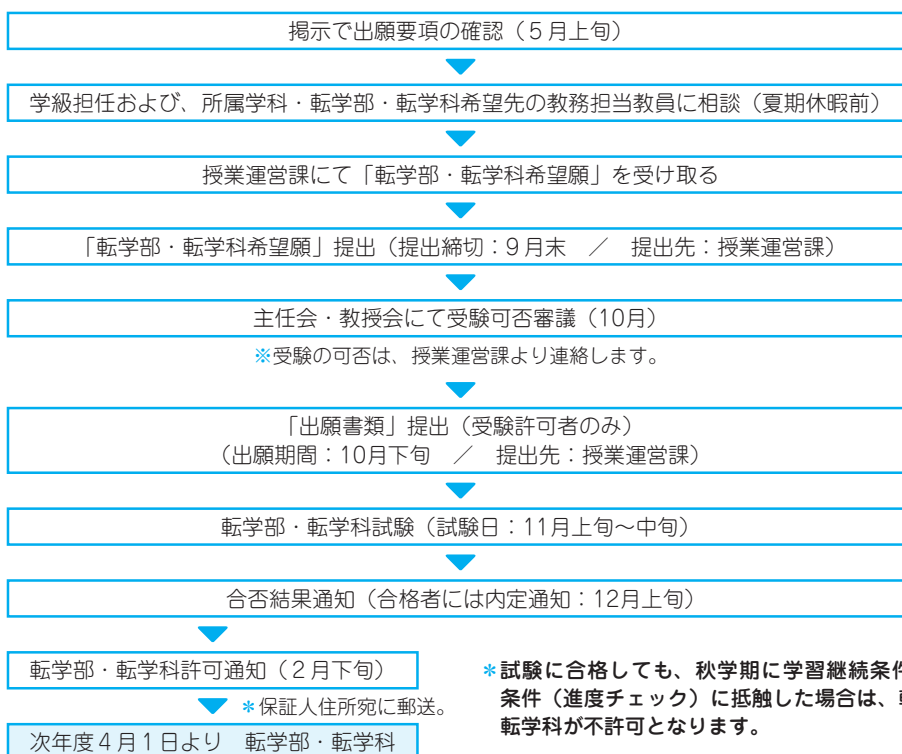 掲示で出願要項の確認（５月上旬）
学級担任および、所属学科・転学部・転学科希望先の教務担当教員に相談（夏期休暇前）
授業運営課にて「転学部・転学科希望願」を受け取る
「転学部・転学科希望願」提出（提出締切：９月末　／　提出先：授業運営課）
主任会・教授会にて受験可否審議（10月）
※受験の可否は、授業運営課より連絡します。
「出願書類」提出（受験許可者のみ）
（出願期間：10月下旬　／　提出先：授業運営課）
転学部・転学科試験（試験日：11月上旬～中旬）
合否結果通知（合格者には内定通知：12月上旬）
転学部・転学科許可通知（２月下旬）
＊保証人住所宛に郵送。
次年度４月１日より　転学部・転学科
＊試験に合格しても、秋学期に学習継続条件
条件（進度チェック）に抵触した場合は、
転学科が不許可となります。